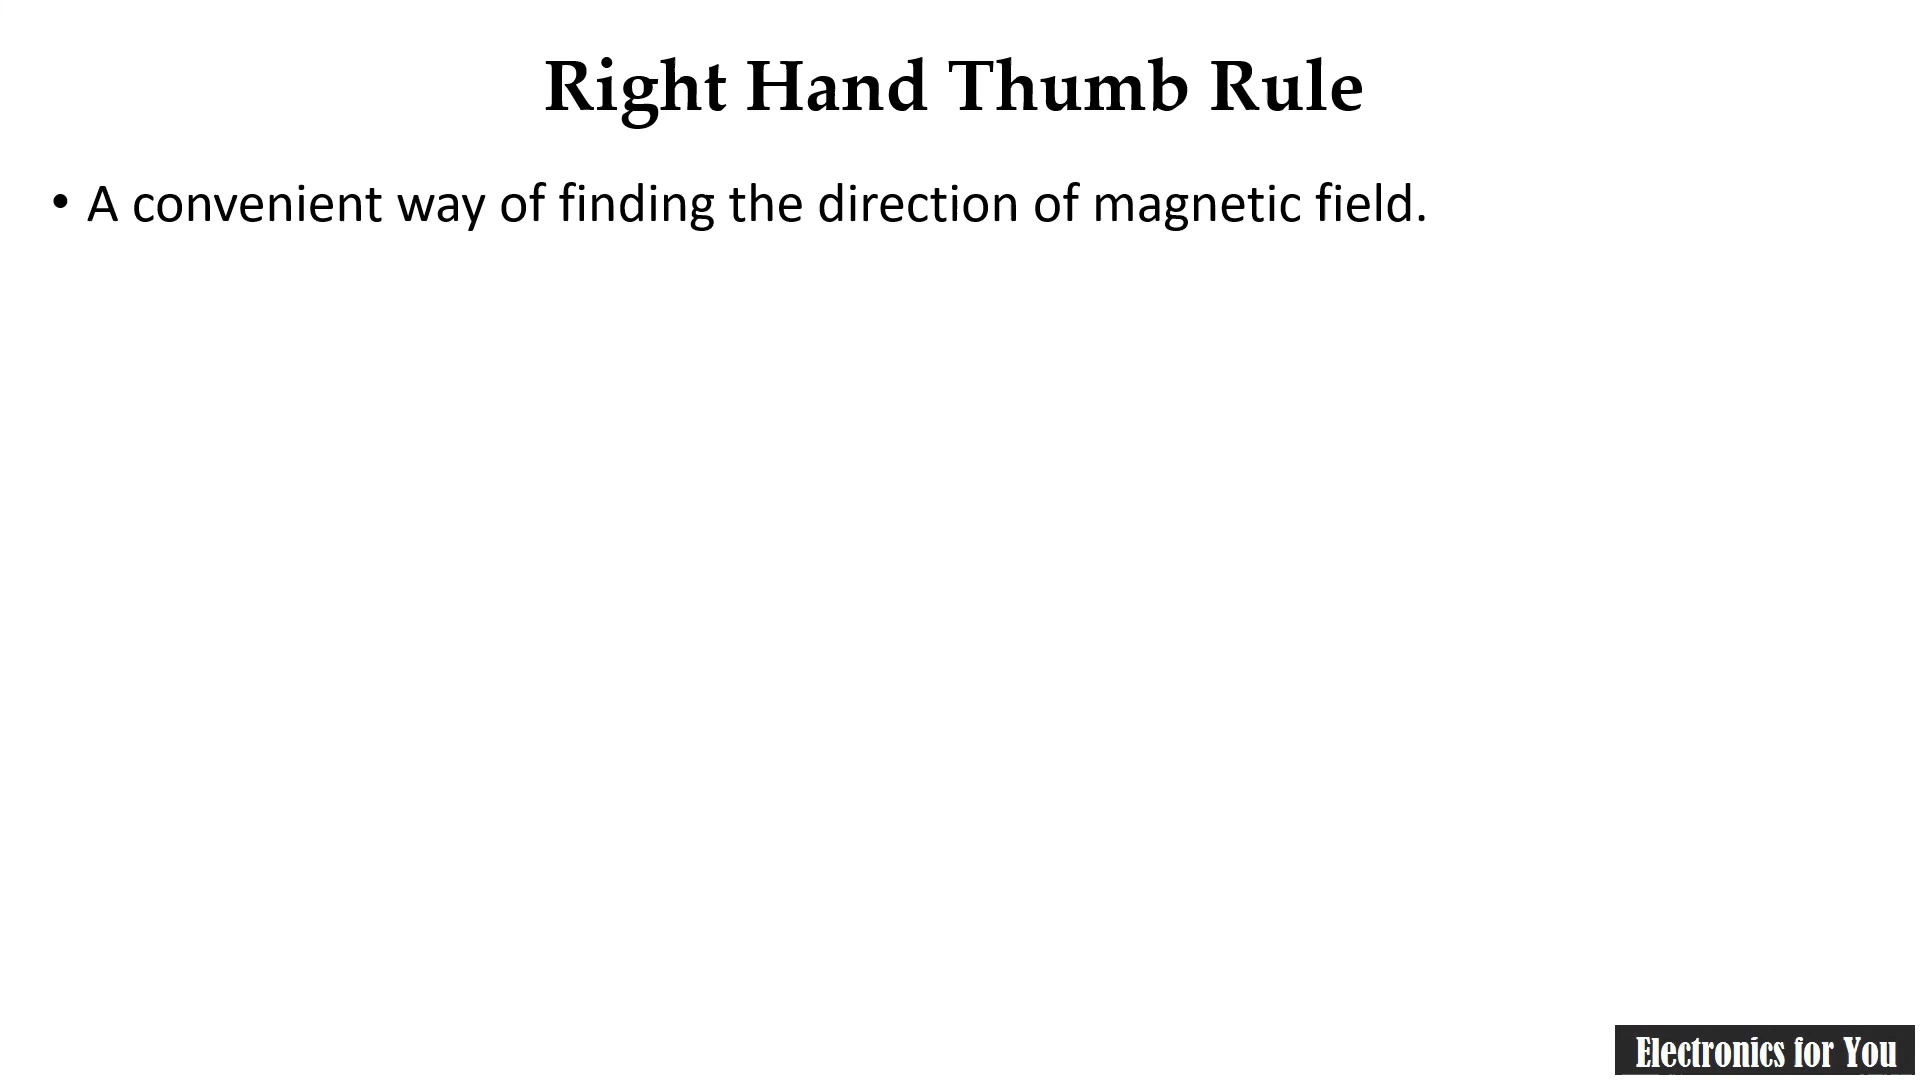 Right Hand Thumb Rule
• A convenient way of finding the direction of magnetic field.
Electronics for You